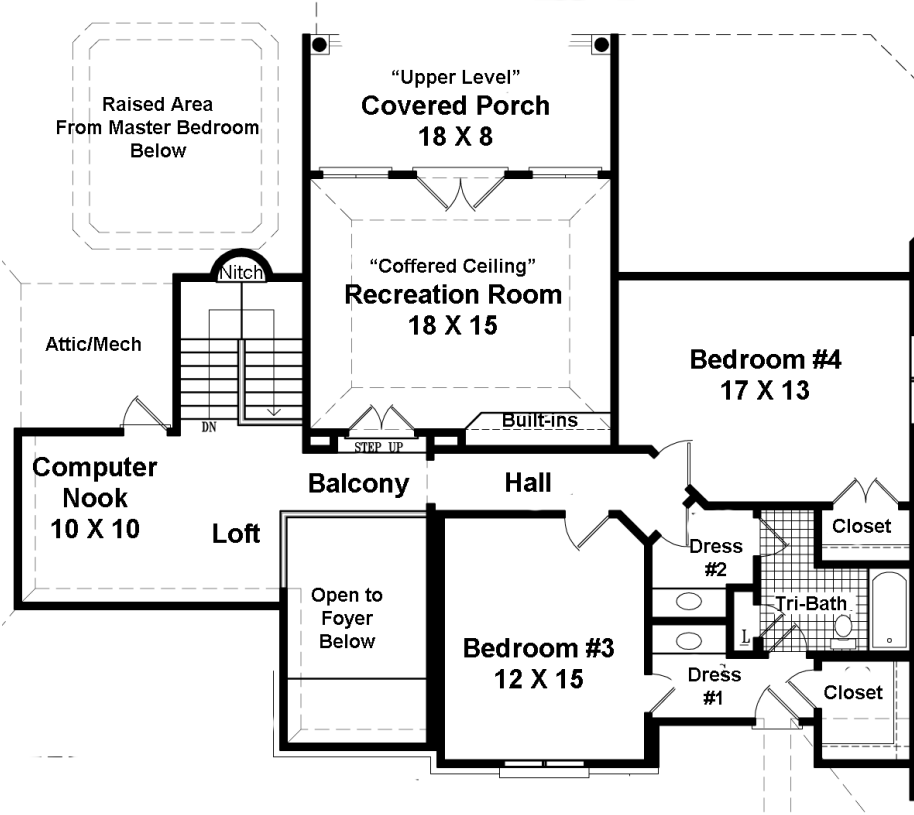 “Upper Level”
Covered Porch
18 X 8
Raised Area
From Master Bedroom
Below
Nitch
“Coffered Ceiling”
Recreation Room
18 X 15
Attic/Mech
Bedroom #4
17 X 13
DN
Built-ins
STEP UP
Computer
Nook
10 X 10
Balcony
Hall
Loft
Closet
Dress
#2
Open to
Foyer
Below
Tri-Bath
L
Bedroom #3
12 X 15
Dress
#1
Closet